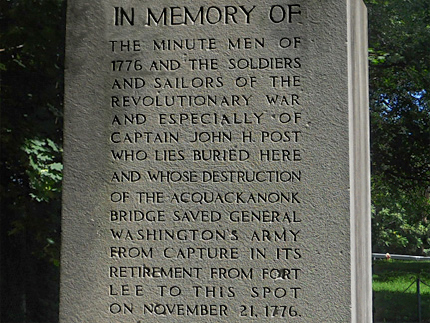 IN MEMORY OF
THE MINUTE MEN OF
1776 AND THE SOLDIERS
AND SAILORS OF THE
REVOLUTIONARY WAR
AND ESPECIALLY OF
CAPTAIN JOHN H. POST
WHO LIES BURIED HERE
AND WHOSE DESTRUCTION
OF THE ACQUACKANONK
BRIDGE SAVED GENERAL
WASHINGTON'S ARMY
FROM CAPTURE IN ITS
RETIREMENT FROM FORT
LEE TO THIS SPOT
ON NOVEMBER 21, 1776.